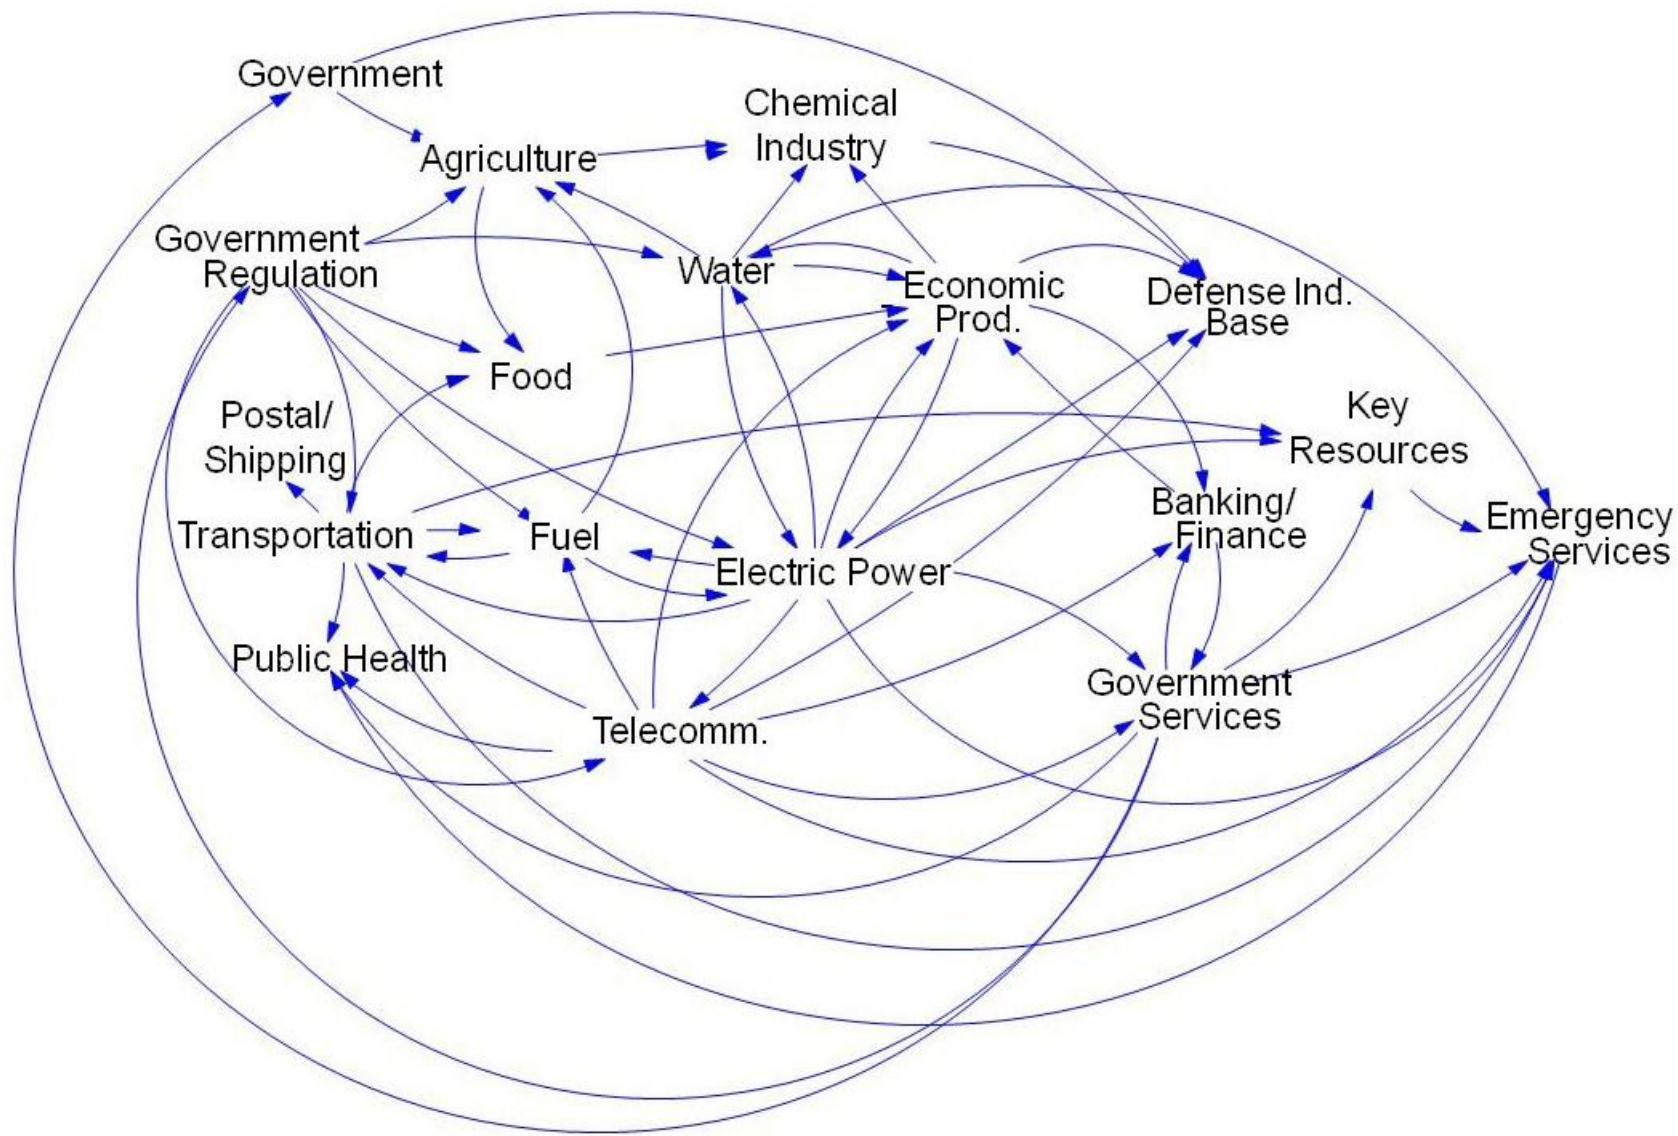 Government
Chemical
Industry
Agriculture
Government
Regulation
Water
Economic
Prod.
Defense Ind.
Base
Food
Postal/
Shipping
Key
Resources
Transportation
Fuel
Electric Power
Banking/
Finance
Emergency
Services
Public Health
Telecomm.
Government
Services